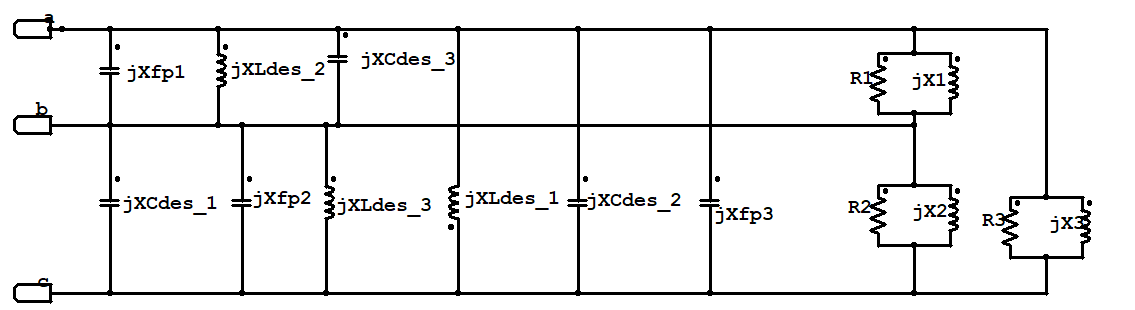 a
jXfp1
jXLdes_2
jXCdes_3
R1
jX1
b
jXCdes_1
jXfp2
jXLdes_3
jXLdes_1
jXCdes_2
jXfp3
R2
jX2
R3
jX3
c